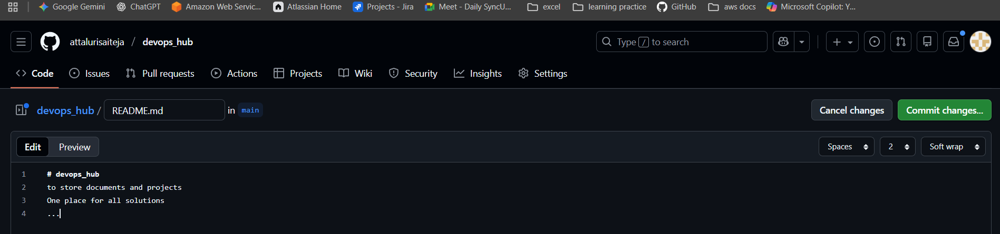 Google Gemini ChatGPT Amazon Web Servic... Atlassian Home Projects - Jira Meet - Daily SyncU... excel learning practice GitHub aws docs Microsoft Copilot: Y...
attalurisaiteja / devops_hub Type / to search
Code Issues Pull requests Actions Projects Wiki Security Insights Settings
devops_hub / README.md in main Cancel changes Commit changes...
Edit Preview Spaces 2 Soft wrap
1 # devops_hub
2 to store documents and projects
3 One place for all solutions
4 ...